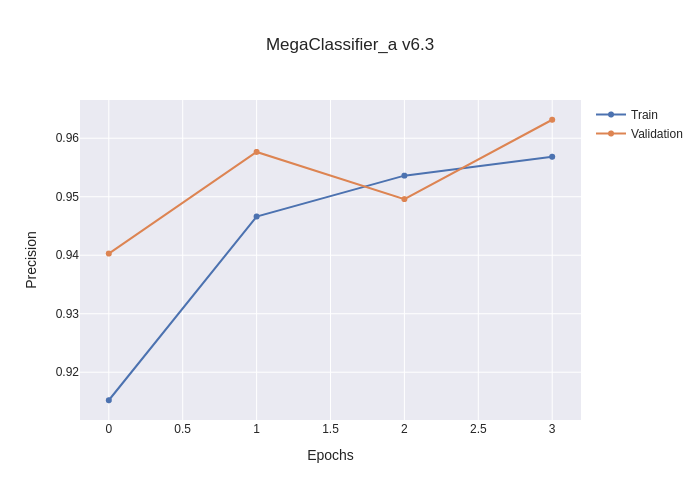 MegaClassifier_a v6.3
Train
Validation
0.96
0.95
0.94
0.93
0.92
Precision
0
0.5
1
1.5
2
2.5
3
Epochs